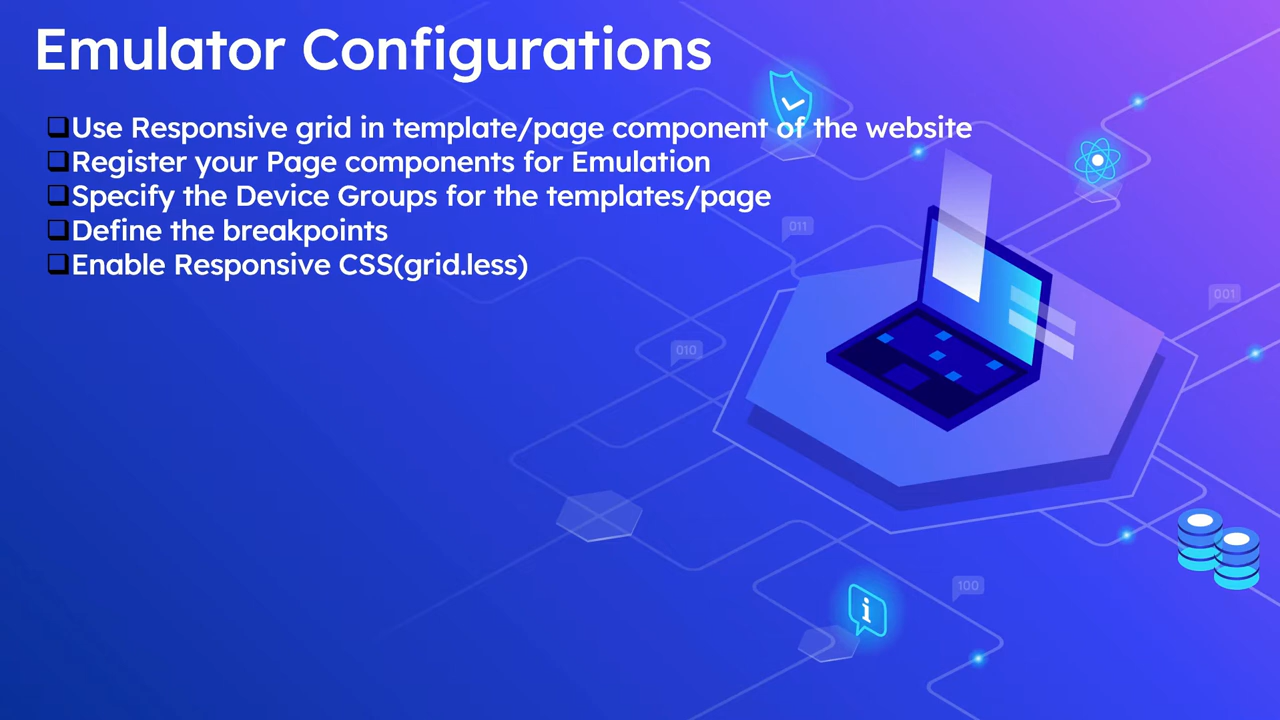 Emulator Configurations
❑Use Responsive grid in template/page component of the website
❑Register your Page components for Emulation
❑Specify the Device Groups for the templates/page
❑Define the breakpoints
❑Enable Responsive CSS(grid.less)
011
001
010
100
i